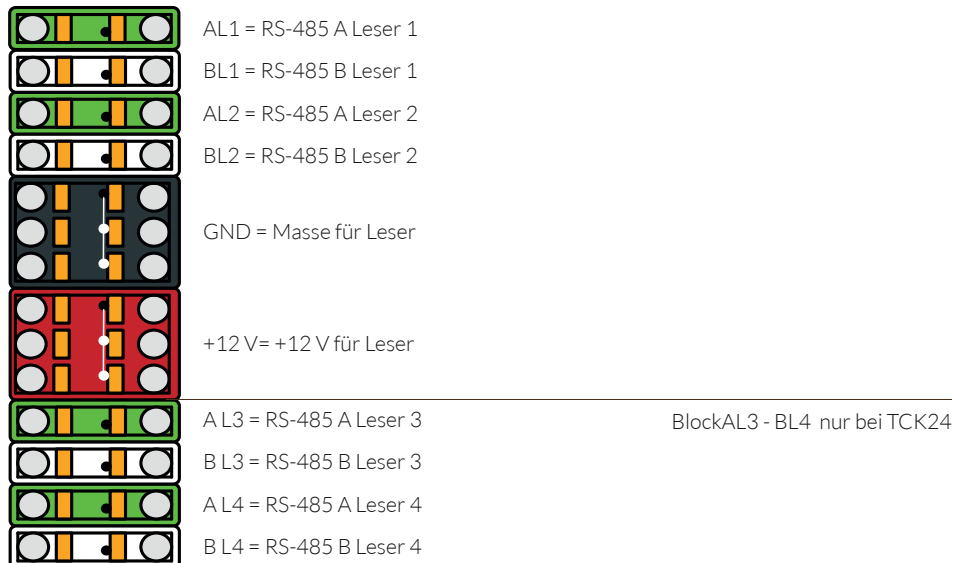 AL1 = RS-485 A Leser 1
BL1 = RS-485 B Leser 1
AL2 = RS-485 A Leser 2
BL2 = RS-485 B Leser 2
GND = Masse für Leser
+12 V= +12 V für Leser
A L3 = RS-485 A Leser 3
BlockAL3 - BL4 nur bei TCK24
B L3 = RS-485 B Leser 3
A L4 = RS-485 A Leser 4
B L4 = RS-485 B Leser 4